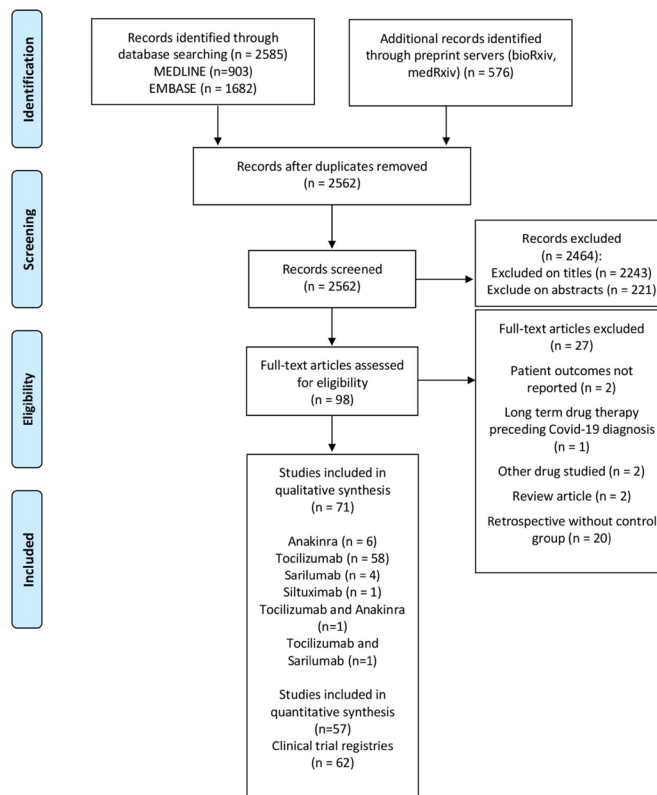 Identification
Records identified through
database searching (n = 2585)
MEDLINE (n=903)
EMBASE (n = 1682)
Additional records identified
through preprint servers (bioRxiv,
medRxiv) = 576
Records after duplicates removed
(n = 2562)
Screening
Records screened
(n = 2562)
Records excluded
(n = 2464):
Excluded on titles (n = 2243)
Exclude on abstracts (n = 221)
Eligibility
Full-text articles assessed
for eligibility
(n = 98)
Full-text articles excluded
(n = 27)
Patient outcomes not
reported (n = 2)
Long term drug therapy
preceding Covid-19 diagnosis
(n = 1)
Other drug studied (n = 2)
Review article (n = 2)
Retrospective without control
group (n = 20)
Included
Studies included in
qualitative synthesis
(n = 71)
Anakinra (n = 6)
Tocilizumab (n = 58)
Sarilumab (n = 4)
Siltuximab (n = 1)
Tocilizumab and Anakinra
(n=1)
Tocilizumab and
Sarilumab (n=1)
Studies included in
quantitative synthesis
(n=57)
Clinical trial registries
(n = 62)